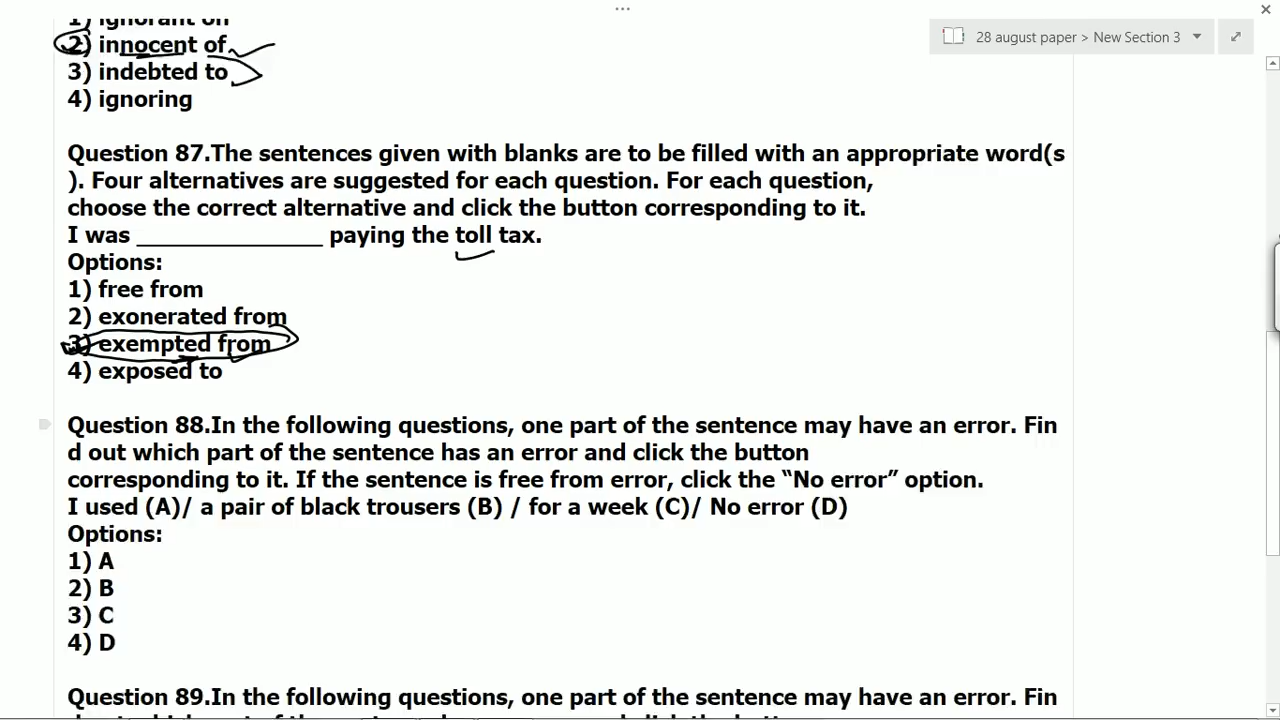 1) ignorant on
2) innocent of
3) indebted to
4) ignoring
28 august paper > New Section 3
Question 87.The sentences given with blanks are to be filled with an appropriate word(s
). Four alternatives are suggested for each question. For each question,
choose the correct alternative and click the button corresponding to it.
I was ________________ paying the toll tax.
Options:
1) free from
2) exonerated from
3) exempted from
4) exposed to
Question 88.In the following questions, one part of the sentence may have an error. Fin
d out which part of the sentence has an error and click the button
corresponding to it. If the sentence is free from error, click the “No error” option.
I used (A)/ a pair of black trousers (B) / for a week (C)/ No error (D)
Options:
1) A
2) B
3) C
4) D
Question 89.In the following questions, one part of the sentence may have an error. Fin